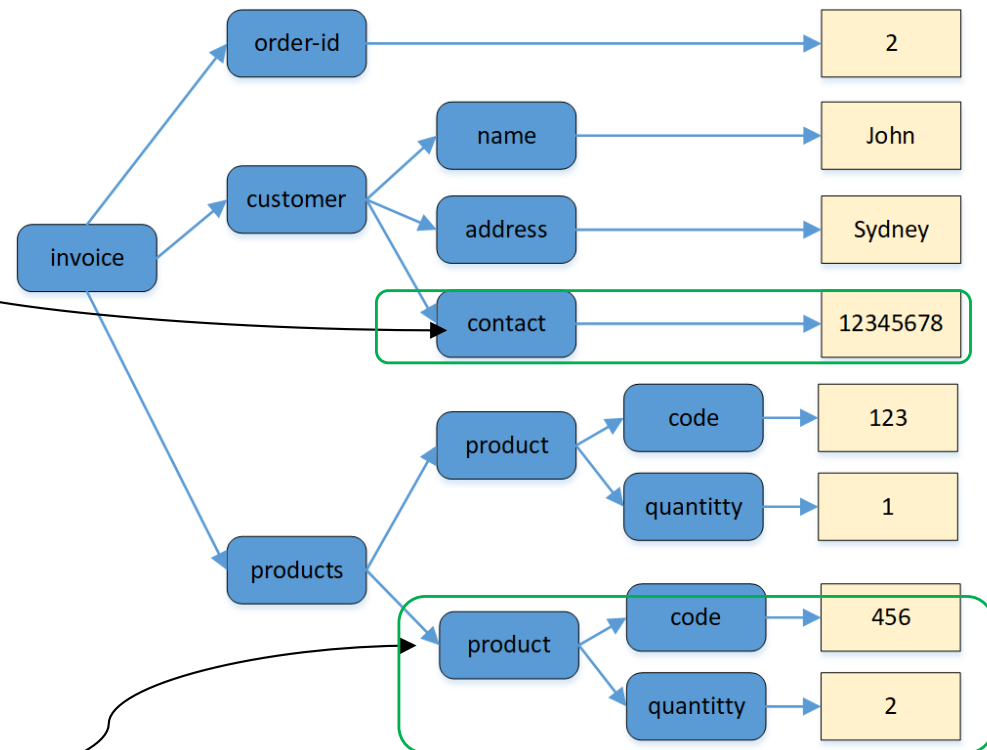 order-id
2
name
John
customer
address
Sydney
invoice
contact
12345678
code
123
product
quantitty
1
products
code
456
product
quantitty
2